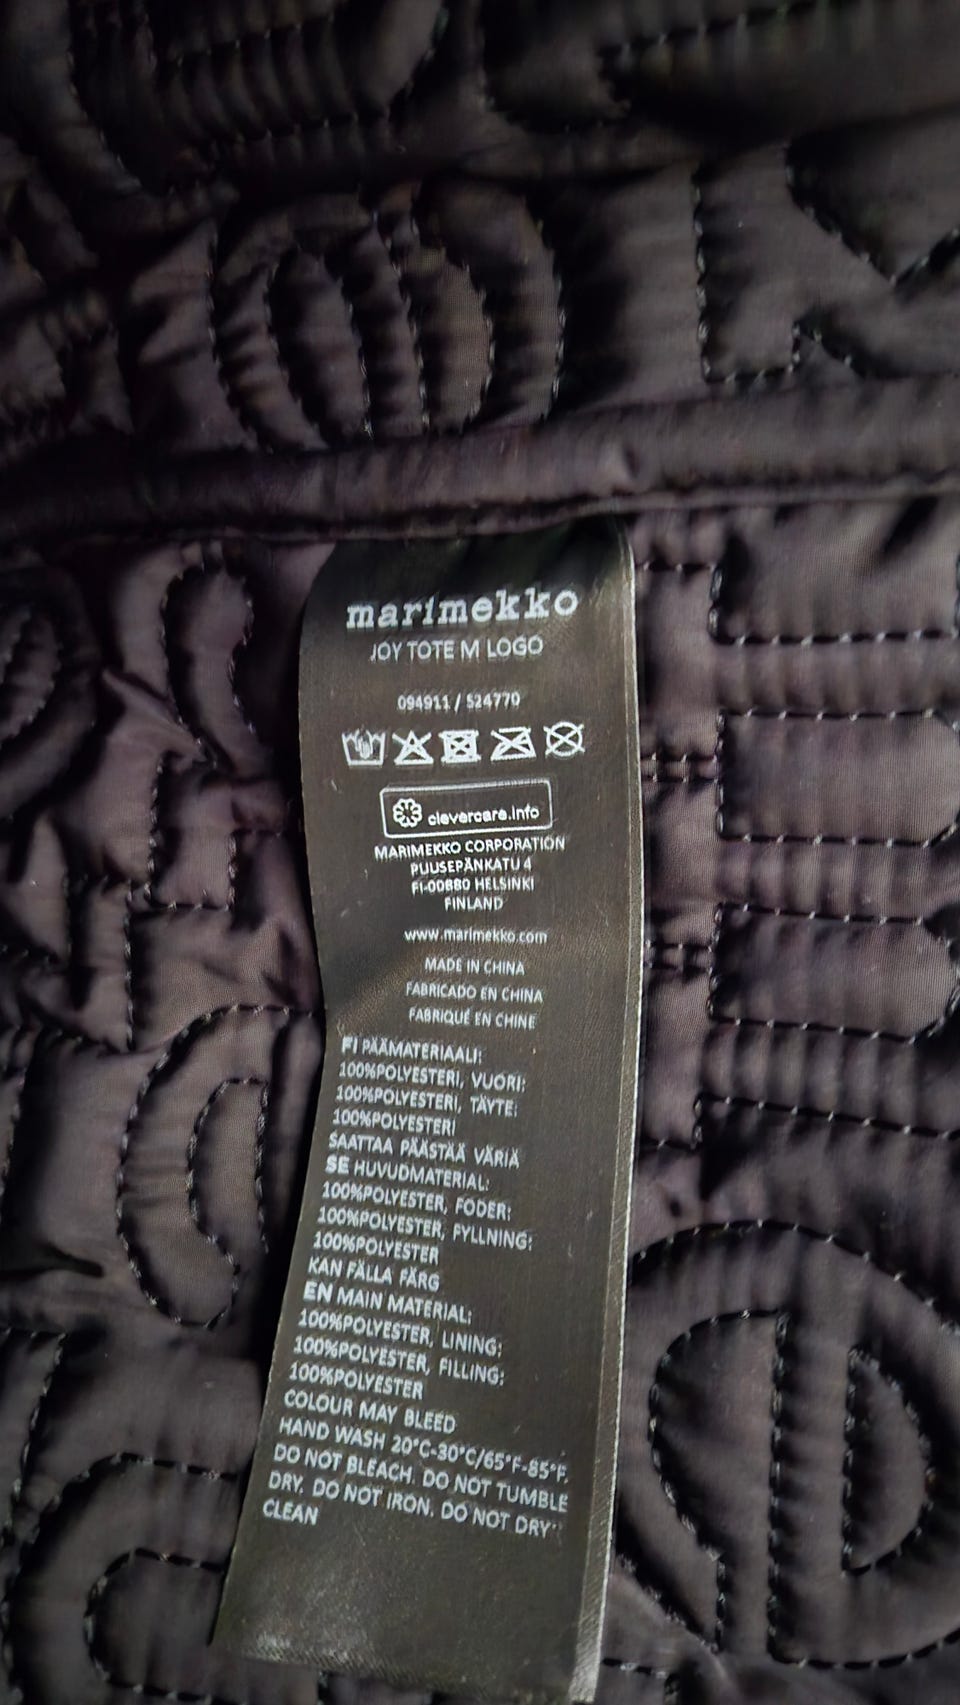 marimekko
JOY TOTE M LOGO
094911 / 524770
clevercare.info
MARIMEKKO CORPORATION
PUUSEPÄNKATU 4
FI-00880 HELSINKI
FINLAND
www.marimekko.com
MADE IN CHINA
FABRICADO EN CHINA
FABRIQUÉ EN CHINE
FI PÄÄMATERIAALI:
100%POLYESTERI, VUORI:
100%POLYESTERI, TÄYTE:
100%POLYESTERI
SAATTAA PÄÄSTÄÄ VÄRIÄ
SE HUVUDMATERIAL:
100%POLYESTER, FODER:
100%POLYESTER, FYLLNING:
100%POLYESTER
KAN FÄLLA FÄRG
EN MAIN MATERIAL:
100%POLYESTER, LINING:
100%POLYESTER, FILLING:
100%POLYESTER
COLOUR MAY BLEED
HAND WASH 20°C-30°C/65°F-85°F.
DO NOT BLEACH. DO NOT TUMBLE
DRY. DO NOT IRON. DO NOT DRY
CLEAN